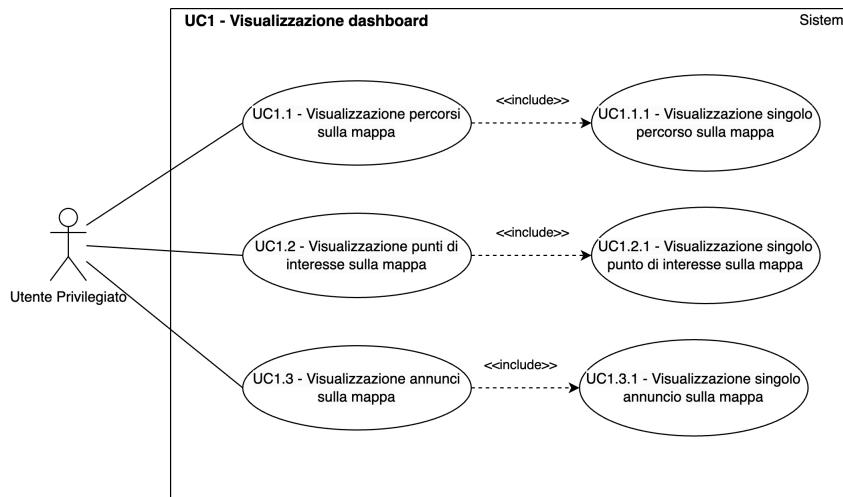 UC1 - Visualizzazione dashboard
Sistem
<<include>>
UC1.1 - Visualizzazione percorsi
sulla mappa
UC1.1.1 - Visualizzazione singolo
percorso sulla mappa
<<include>>
UC1.2 - Visualizzazione punti di
interesse sulla mappa
UC1.2.1 - Visualizzazione singolo
punto di interesse sulla mappa
Utente Privilegiato
<<include>>
UC1.3 - Visualizzazione annunci
sulla mappa
UC1.3.1 - Visualizzazione singolo
annuncio sulla mappa